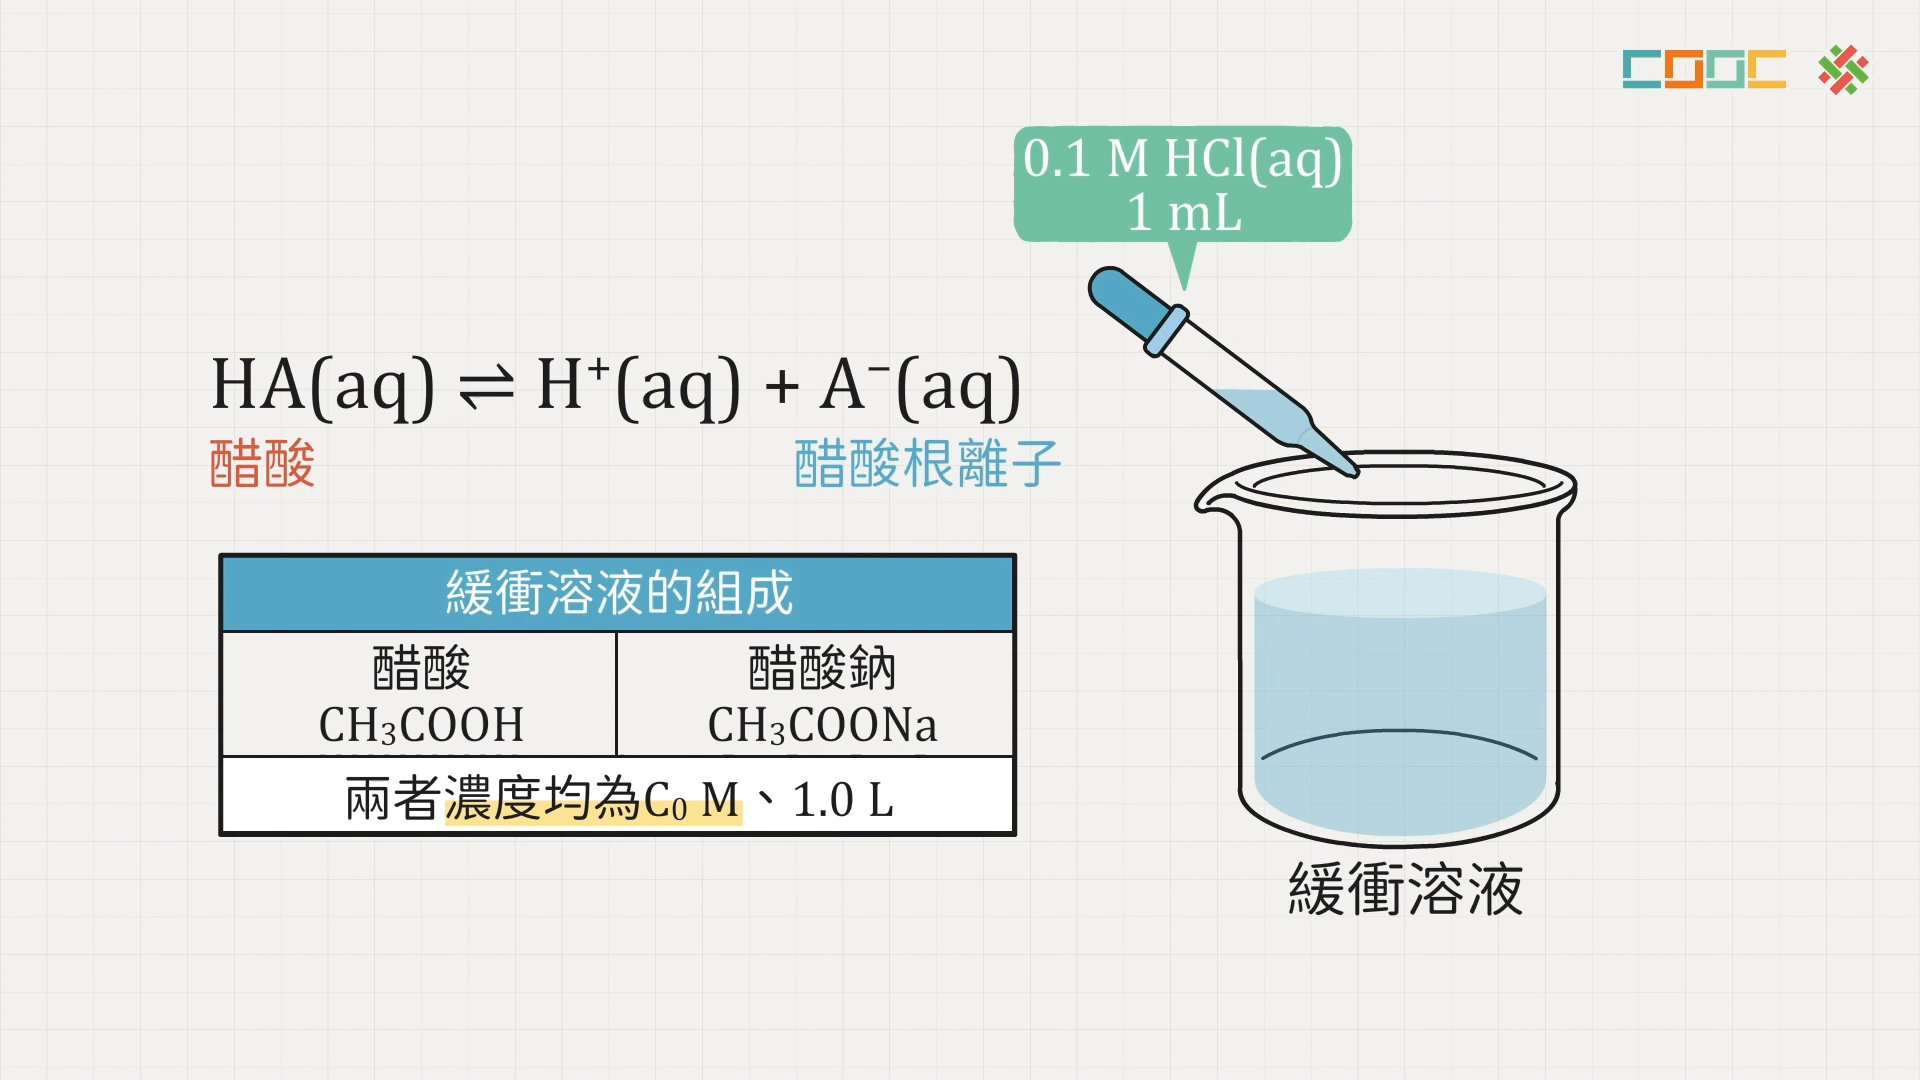 COOC
0.1 M HCl(aq)
1 mL
HA(aq) ⇌ H⁺(aq) + A⁻(aq)
醋酸 醋酸根離子
緩衝溶液的組成
醋酸 醋酸鈉
CH₃COOH CH₃COONa
兩者濃度均為C₀ M、1.0 L
緩衝溶液